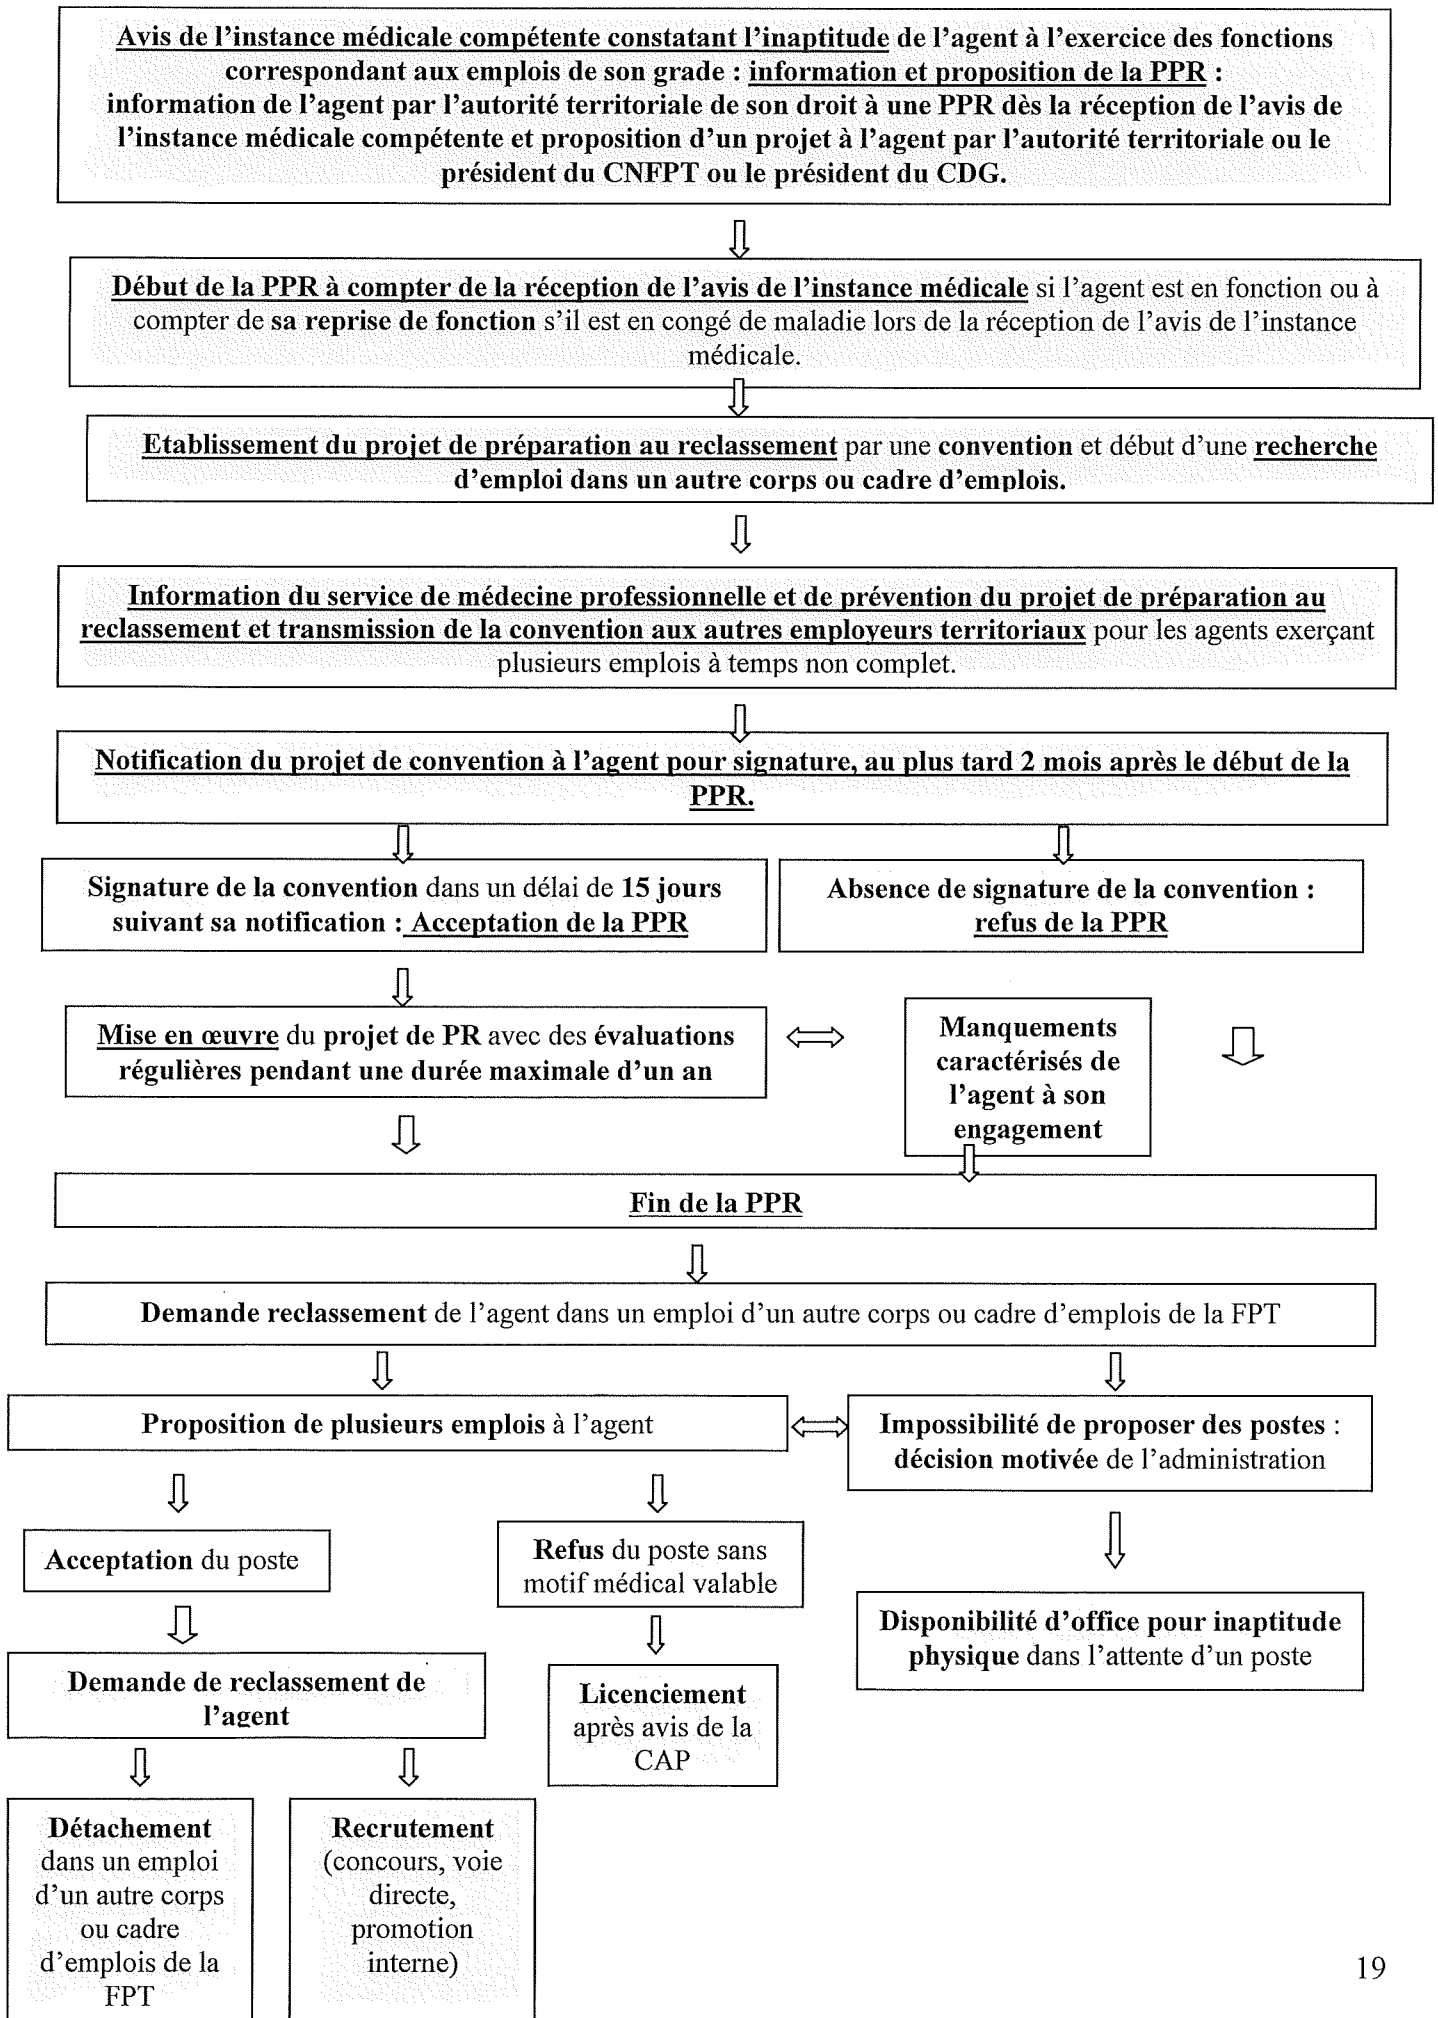 Avis de l’instance médicale compétente constatant l’inaptitude de l’agent à l’exercice des fonctions
correspondant aux emplois de son grade : information et proposition de la PPR :
information de l’agent par l’autorité territoriale de son droit à une PPR dès la réception de l’avis de
l’instance médicale compétente et proposition d’un projet à l’agent par l’autorité territoriale ou le
président du CNFPT ou le président du CDG.
Début de la PPR à compter de la réception de l’avis de l’instance médicale si l’agent est en fonction ou à
compter de sa reprise de fonction s’il est en congé de maladie lors de la réception de l’avis de l’instance
médicale.
Etablissement du projet de préparation au reclassement par une convention et début d’une recherche
d’emploi dans un autre corps ou cadre d’emplois.
Information du service de médecine professionnelle et de prévention du projet de préparation au
reclassement et transmission de la convention aux autres employeurs territoriaux pour les agents exerçant
plusieurs emplois à temps non complet.
Notification du projet de convention à l’agent pour signature, au plus tard 2 mois après le début de la
PPR.
Signature de la convention dans un délai de 15 jours
suivant sa notification : Acceptation de la PPR
Absence de signature de la convention :
refus de la PPR
Mise en œuvre du projet de PR avec des évaluations
régulières pendant une durée maximale d’un an
Manquements
caractérisés de
l’agent à son
engagement
Fin de la PPR
Demande reclassement de l’agent dans un emploi d’un autre corps ou cadre d’emplois de la FPT
Proposition de plusieurs emplois à l’agent
Impossibilité de proposer des postes :
décision motivée de l’administration
Acceptation du poste
Refus du poste sans
motif médical valable
Disponibilité d’office pour inaptitude
physique dans l’attente d’un poste
Demande de reclassement de
l’agent
Licenciement
après avis de la
CAP
Détachement
dans un emploi
d’un autre corps
ou cadre
d’emplois de la
FPT
Recrutement
(concours, voie
directe,
promotion
interne)
19